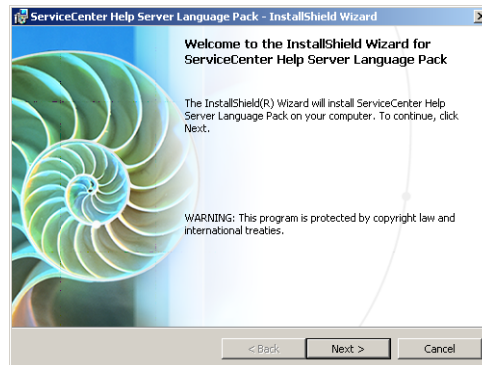 ServiceCenter Help Server Language Pack - InstallShield Wizard
Welcome to the InstallShield Wizard for
ServiceCenter Help Server Language Pack
The InstallShield(R) Wizard will install ServiceCenter Help
Server Language Pack on your computer. To continue, click
Next.
WARNING: This program is protected by copyright law and
international treaties.
< Back
Next >
Cancel